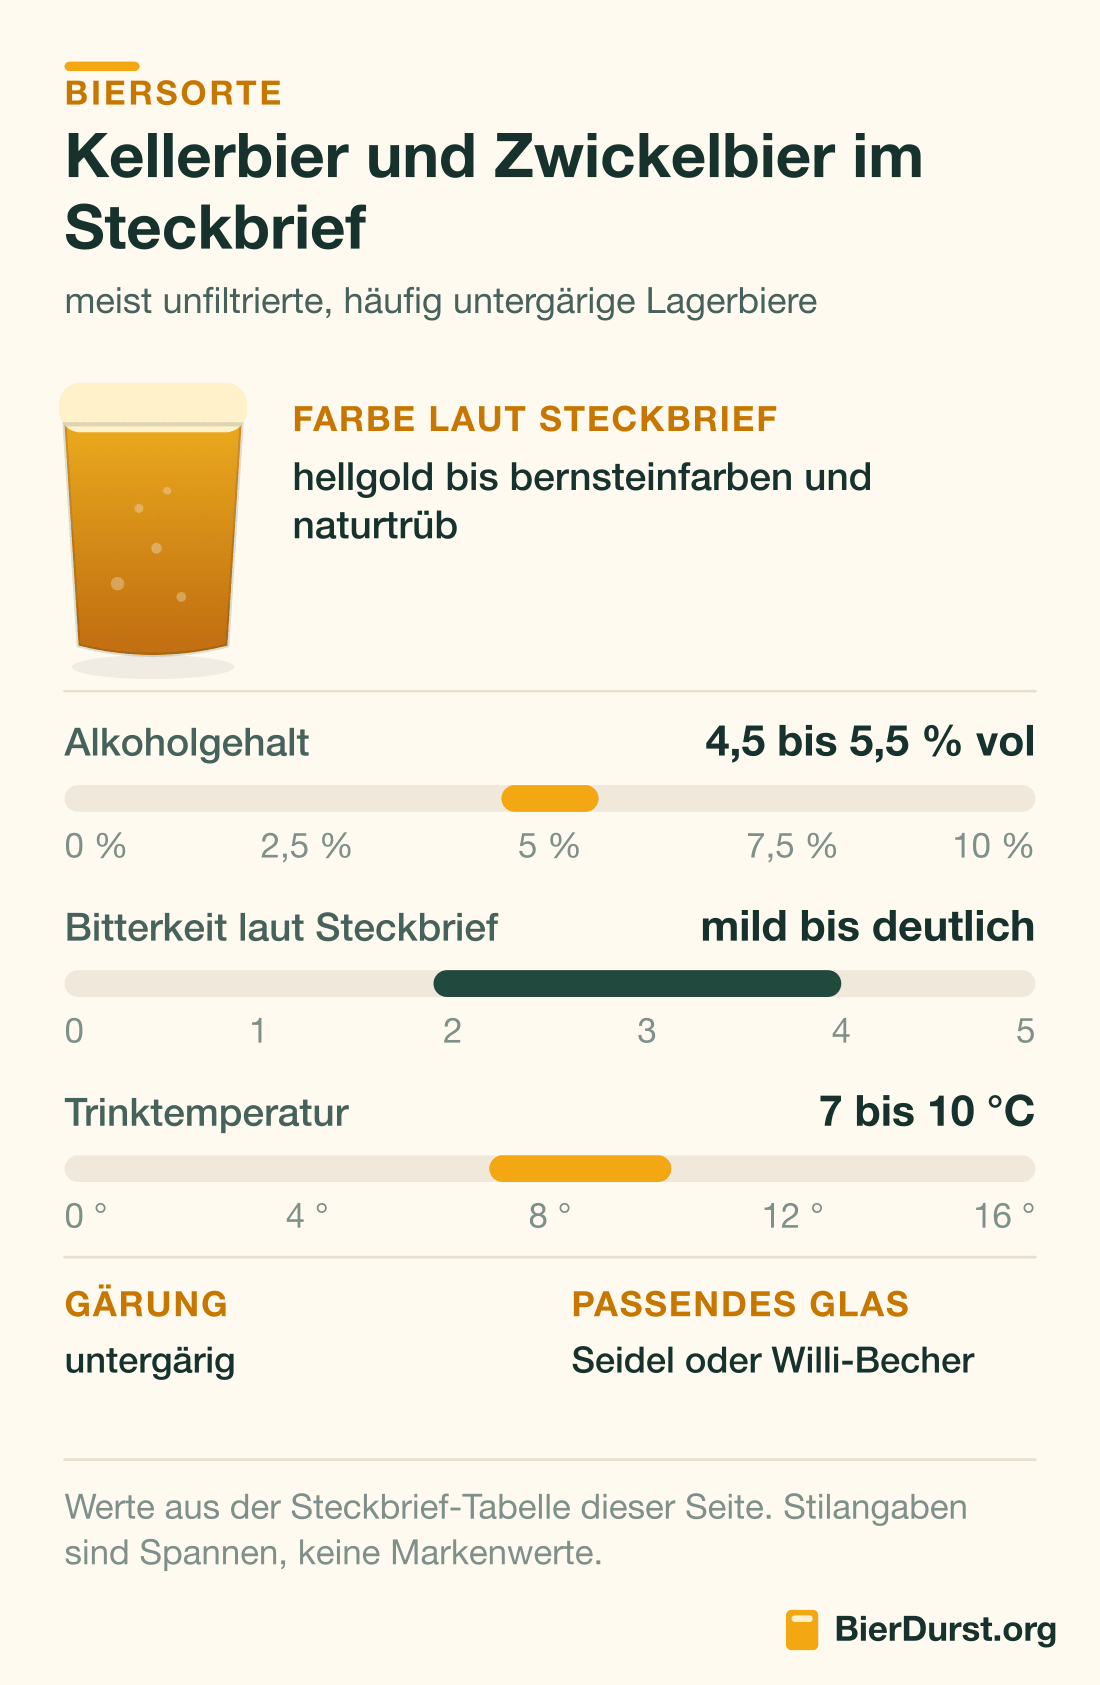 BIERSORTE
Kellerbier und Zwickelbier im
Steckbrief
meist unfiltrierte, häufig untergärige Lagerbiere
FARBE LAUT STECKBRIEF
hellgold bis bernsteinfarben und
naturtrüb
Alkoholgehalt 4,5 bis 5,5 % vol
0 % 2,5 % 5 % 7,5 % 10 %
Bitterkeit laut Steckbrief mild bis deutlich
0 1 2 3 4 5
Trinktemperatur 7 bis 10 °C
0 ° 4 ° 8 ° 12 ° 16 °
GÄRUNG PASSENDES GLAS
untergärig Seidel oder Willi-Becher
Werte aus der Steckbrief-Tabelle dieser Seite. Stilangaben
sind Spannen, keine Markenwerte.
BierDurst.org